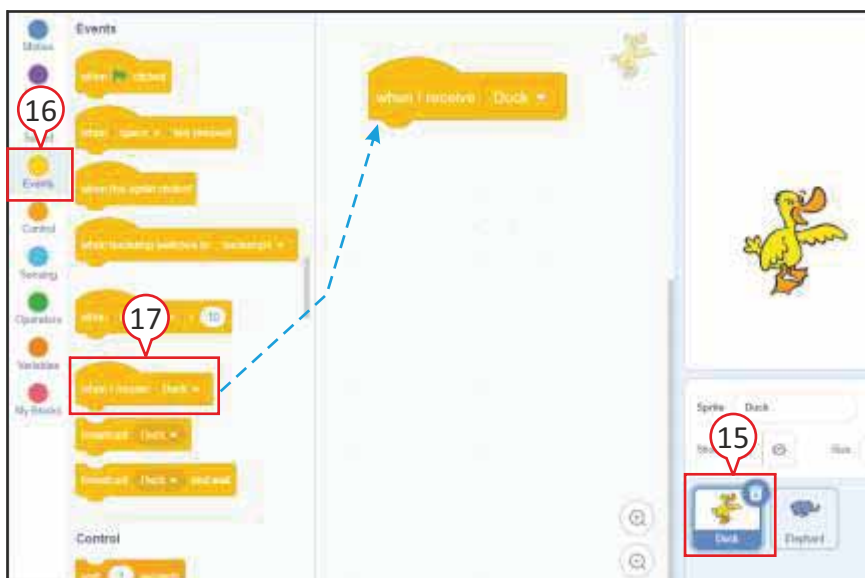 Events
Motion
16
Sound
Events
Control
Sensing
Operators
Variables
My Blocks
when clicked
when space key pressed
when this sprite clicked
when backdrop switches to backdrop1
when
10
17
when I receive Duck
broadcast Duck
broadcast Duck and wait
Control
when I receive Duck
Sprite Duck
15
Size
Duck
Elephant